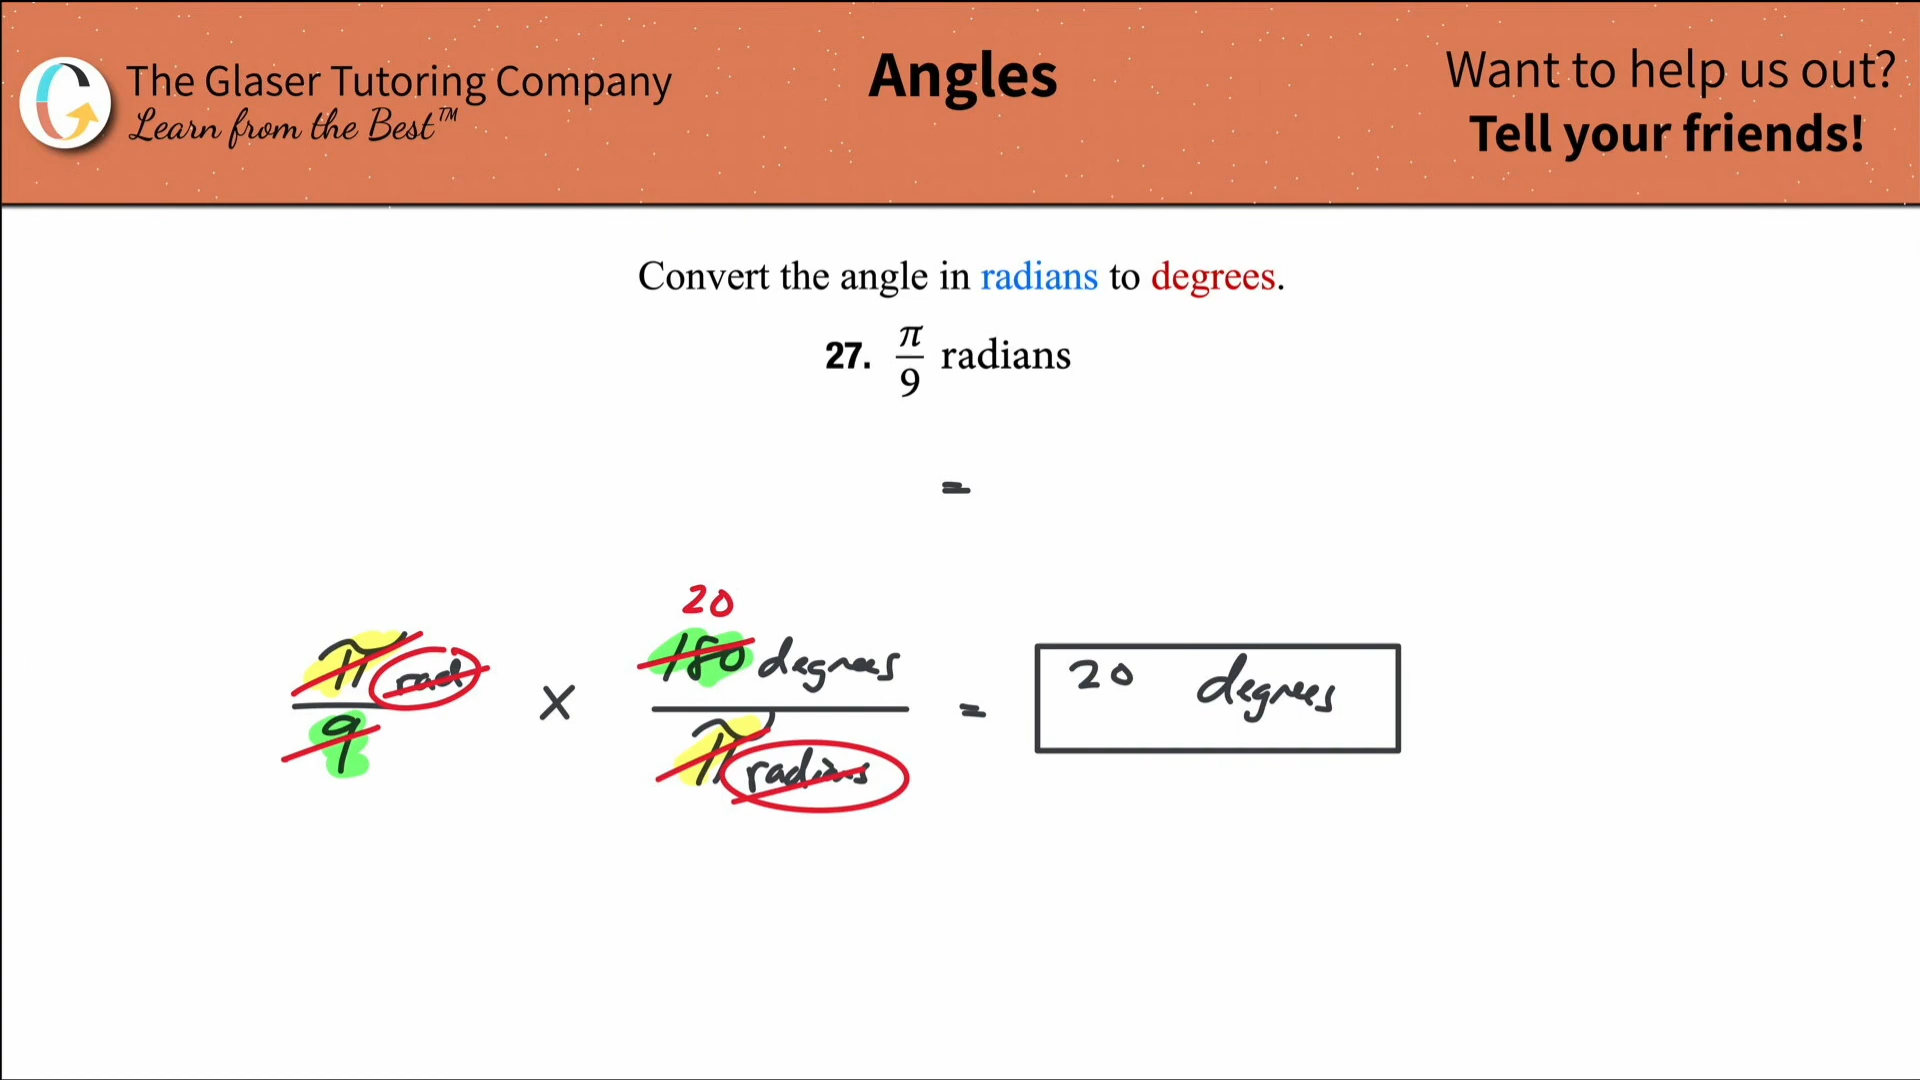 The Glaser Tutoring Company
Learn from the Best™
Angles
Want to help us out?
Tell your friends!
Convert the angle in radians to degrees.
27. π/9 radians
=
20
π rad / 9 × 180 degrees / π radians = 20 degrees